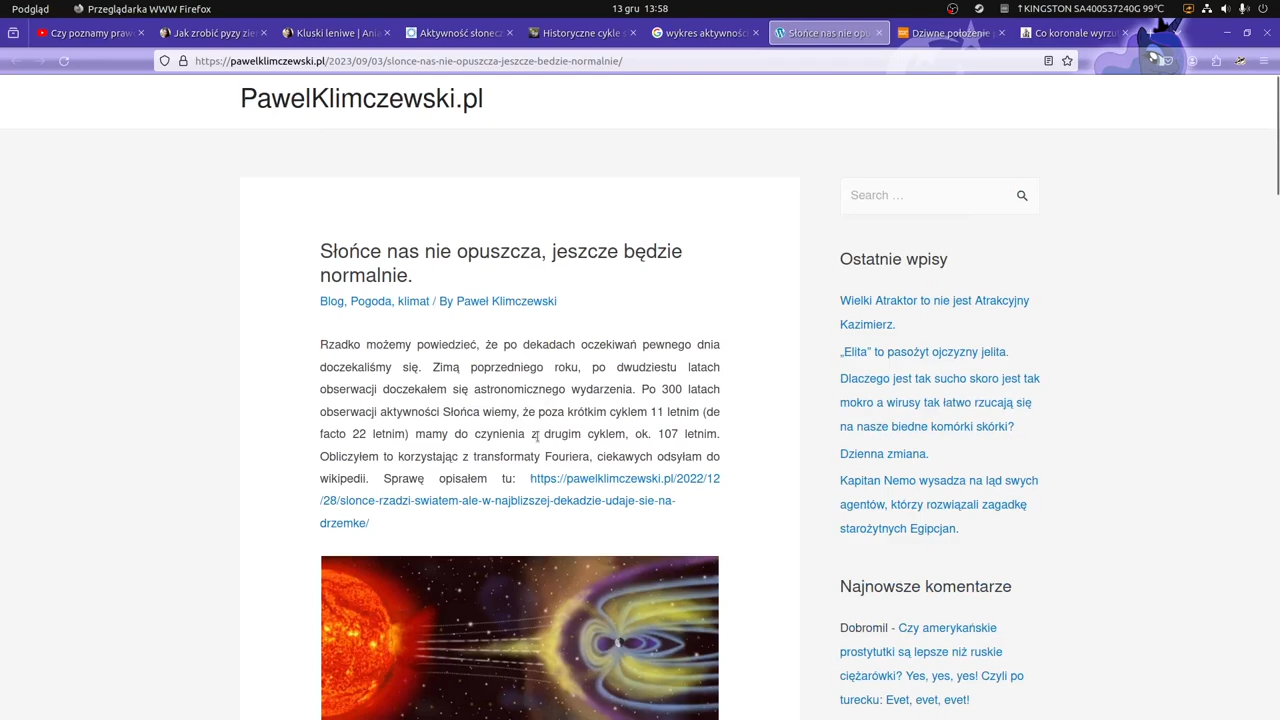 Podgląd
Przeglądarka WWW Firefox
13 gru 13:58
↑KINGSTON SA400S37240G 99℃
Czy poznamy praw
Jak zrobić pyzy zie
Kluski leniwe | Ania
Aktywność słonec
Historyczne cykle s
wykres aktywnośc
Słońce nas nie opu
Dziwne położenie
Co koronale wyrzu
https://pawelklimczewski.pl/2023/09/03/slonce-nas-nie-opuszcza-jeszcze-bedzie-normalnie/
PawelKlimczewski.pl
Słońce nas nie opuszcza, jeszcze będzie
normalnie.
Blog, Pogoda, klimat / By Paweł Klimczewski
Rzadko możemy powiedzieć, że po dekadach oczekiwań pewnego dnia
doczekaliśmy się. Zimą poprzedniego roku, po dwudziestu latach
obserwacji doczekałem się astronomicznego wydarzenia. Po 300 latach
obserwacji aktywności Słońca wiemy, że poza krótkim cyklem 11 letnim (de
facto 22 letnim) mamy do czynienia z drugim cyklem, ok. 107 letnim.
Obliczyłem to korzystając z transformaty Fouriera, ciekawych odsyłam do
wikipedii. Sprawę opisałem tu: https://pawelklimczewski.pl/2022/12
/28/slonce-rzadzi-swiatem-ale-w-najblizszej-dekadzie-udaje-sie-na-
drzemke/
Search …
Ostatnie wpisy
Wielki Atraktor to nie jest Atrakcyjny
Kazimierz.
„Elita” to pasożyt ojczyzny jelita.
Dlaczego jest tak sucho skoro jest tak
mokro a wirusy tak łatwo rzucają się
na nasze biedne komórki skórki?
Dzienna zmiana.
Kapitan Nemo wysadza na ląd swych
agentów, którzy rozwiązali zagadkę
starożytnych Egipcjan.
Najnowsze komentarze
Dobromil - Czy amerykańskie
prostytutki są lepsze niż ruskie
ciężarówki? Yes, yes, yes! Czyli po
turecku: Evet, evet, evet!